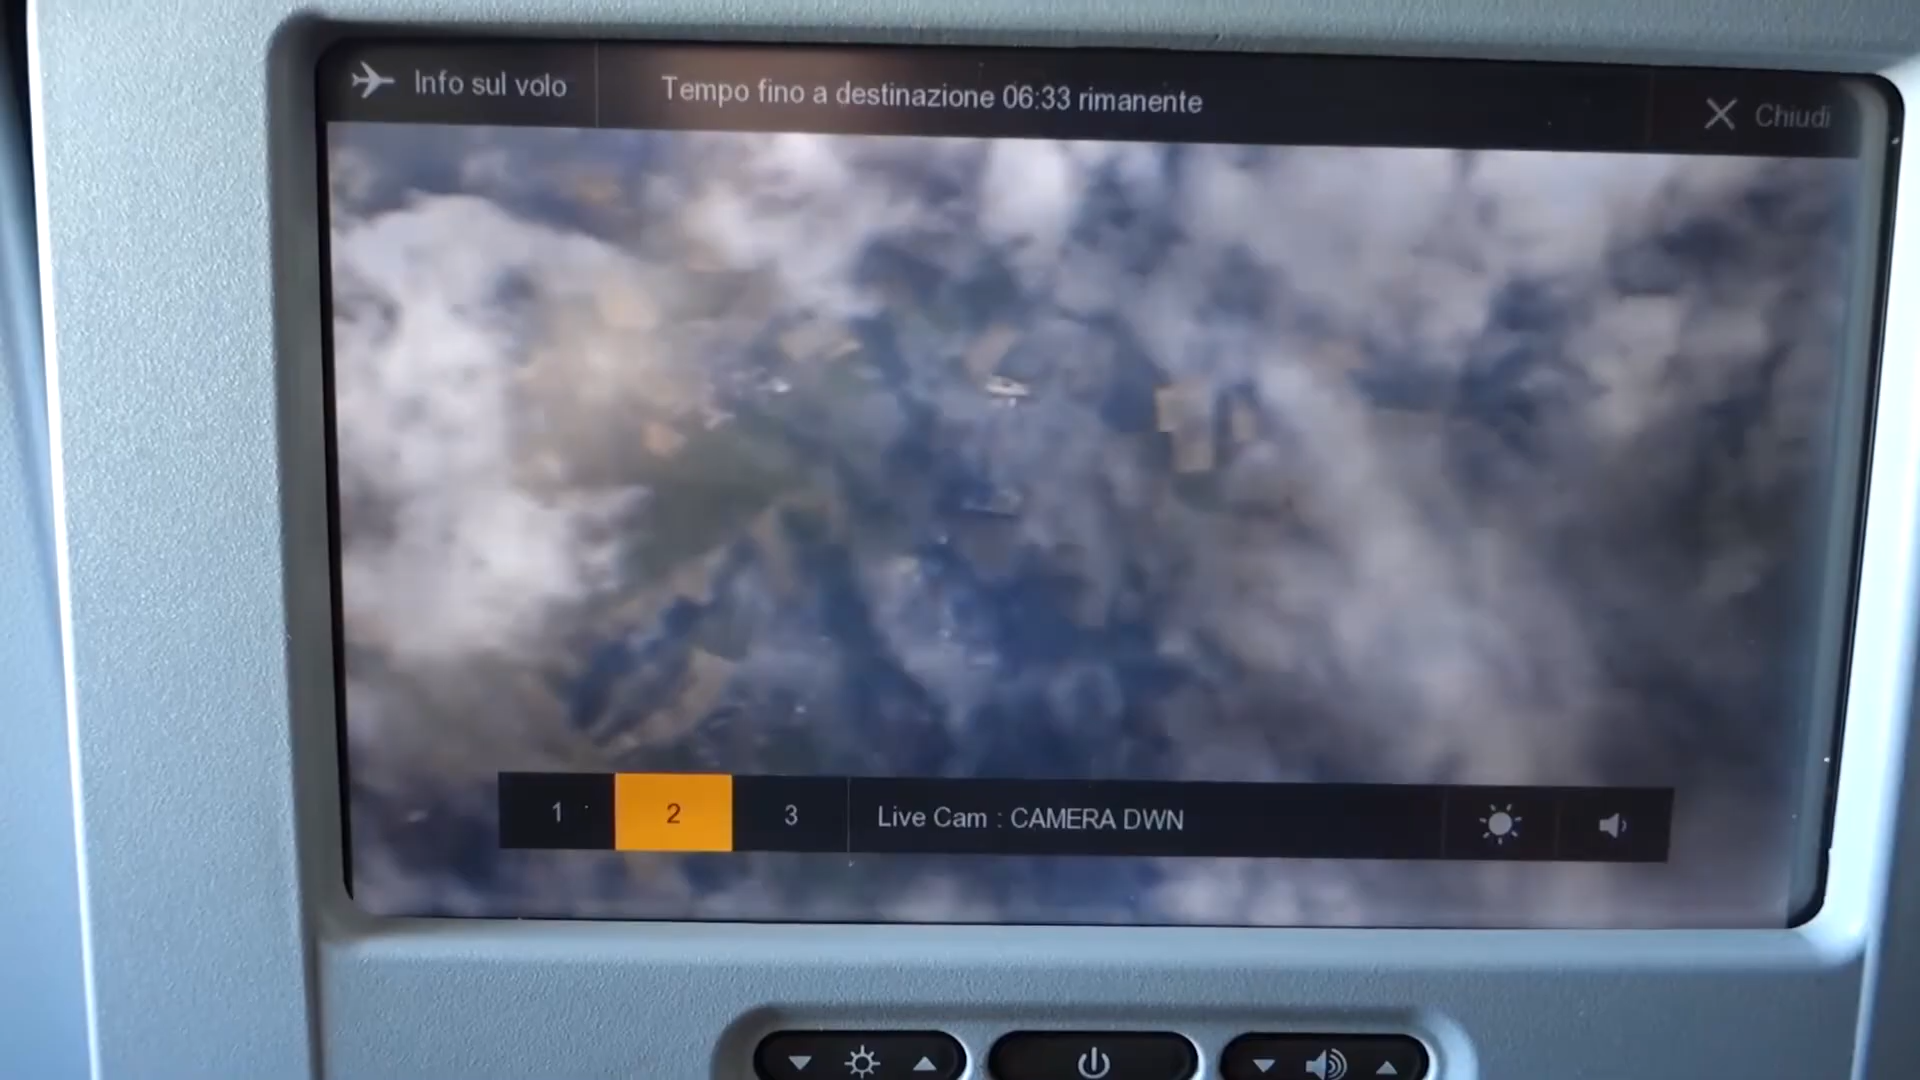 Info sul volo
Tempo fino a destinazione 06:33 rimanente
Chiudi
1
2
3
Live Cam : CAMERA DWN